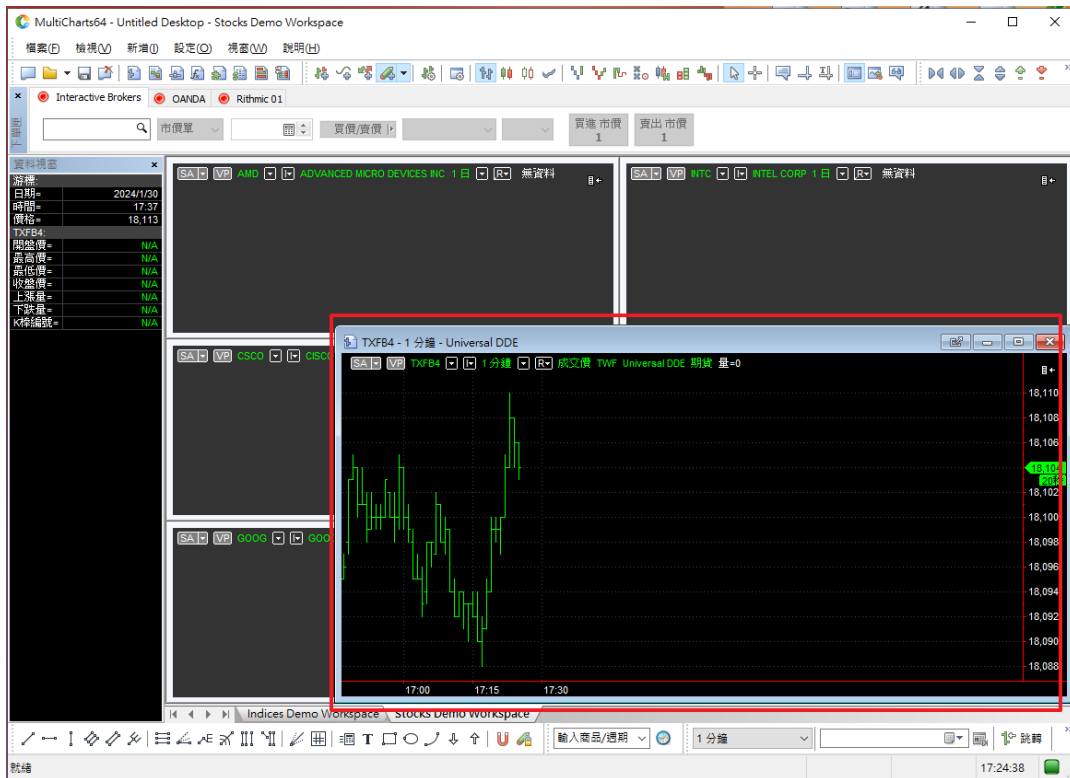 MultiCharts64 - Untitled Desktop - Stocks Demo Workspace
檔案(F) 檢視(V) 新增(I) 設定(O) 視窗(W) 說明(H)
Interactive Brokers OANDA Rithmic 01
市價單 買價/賣價 買進 市價 1 賣出 市價 1
資料視窗
游標:
日期= 2024/1/30
時間= 17:37
價格= 18,113
TXFB4:
開盤價= N/A
最高價= N/A
最低價= N/A
收盤價= N/A
上漲量= N/A
下跌量= N/A
K棒編號= N/A
SA VP AMD I ADVANCED MICRO DEVICES INC 1 日 R 無資料
SA VP INTC I INTEL CORP 1 日 R 無資料
SA VP CSCO I CISCO
SA VP GOOG I GOO
TXFB4 - 1 分鐘 - Universal DDE
SA VP TXFB4 I 1 分鐘 R 成交價 TWF Universal DDE 期貨 量=0
18,110
18,108
18,106
18,104
20秒
18,102
18,100
18,098
18,096
18,094
18,092
18,090
18,088
17:00 17:15 17:30
Indices Demo Workspace Stocks Demo Workspace
輸入商品/週期 1 分鐘 跳轉
就緒 17:24:38